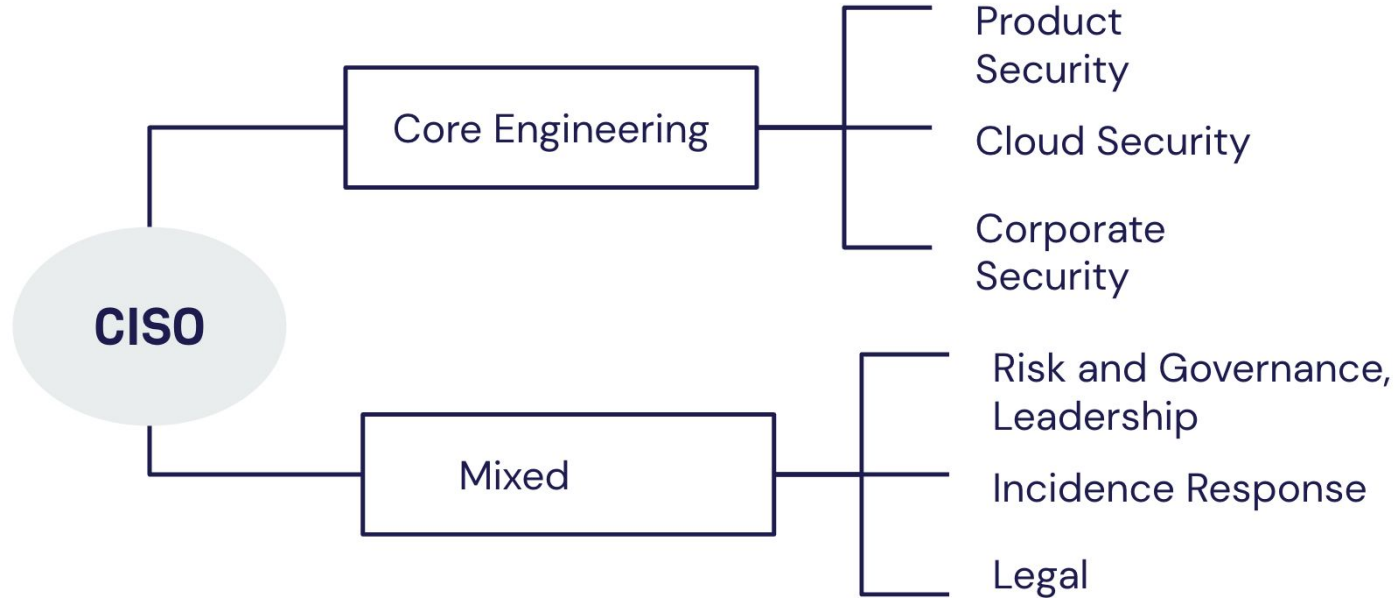 Product
Security
Core Engineering
Cloud Security
Corporate
Security
CISO
Risk and Governance,
Leadership
Mixed
Incidence Response
Legal